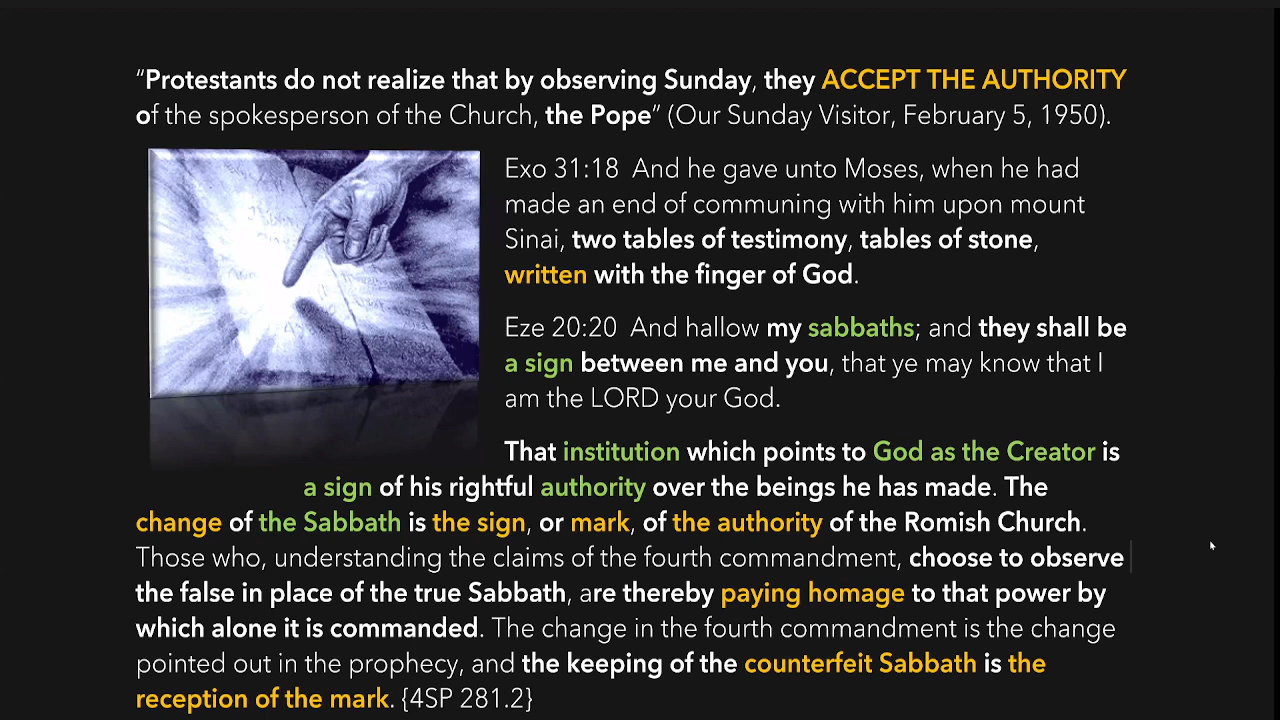 “Protestants do not realize that by observing Sunday, they ACCEPT THE AUTHORITY
of the spokesperson of the Church, the Pope” (Our Sunday Visitor, February 5, 1950).
Exo 31:18 And he gave unto Moses, when he had
made an end of communing with him upon mount
Sinai, two tables of testimony, tables of stone,
written with the finger of God.
Eze 20:20 And hallow my sabbaths; and they shall be
a sign between me and you, that ye may know that I
am the LORD your God.
That institution which points to God as the Creator is
a sign of his rightful authority over the beings he has made. The
change of the Sabbath is the sign, or mark, of the authority of the Romish Church.
Those who, understanding the claims of the fourth commandment, choose to observe
the false in place of the true Sabbath, are thereby paying homage to that power by
which alone it is commanded. The change in the fourth commandment is the change
pointed out in the prophecy, and the keeping of the counterfeit Sabbath is the
reception of the mark. {4SP 281.2}